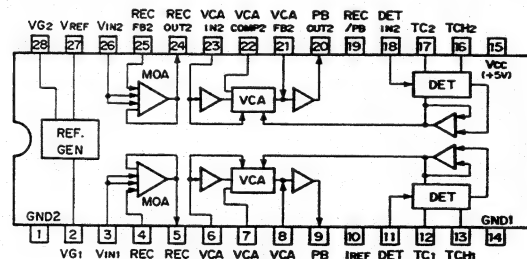 REC REC VCA VCA VCA PB REC DET
VG2 VREF VIN2 FB2 OUT2 IN2 COMP2 FB2 OUT2 /PB IN2 TC2 TCH2
28 27 26 25 24 23 22 21 20 19 18 17 16 15
VCC
(+5V)
MOA VCA DET
REF.
GEN
MOA VCA DET
GND2 GND1
1 2 3 4 5 6 7 8 9 10 11 12 13 14
VG1 VIN1 REC REC VCA VCA VCA PB IREF DET TC1 TCH1